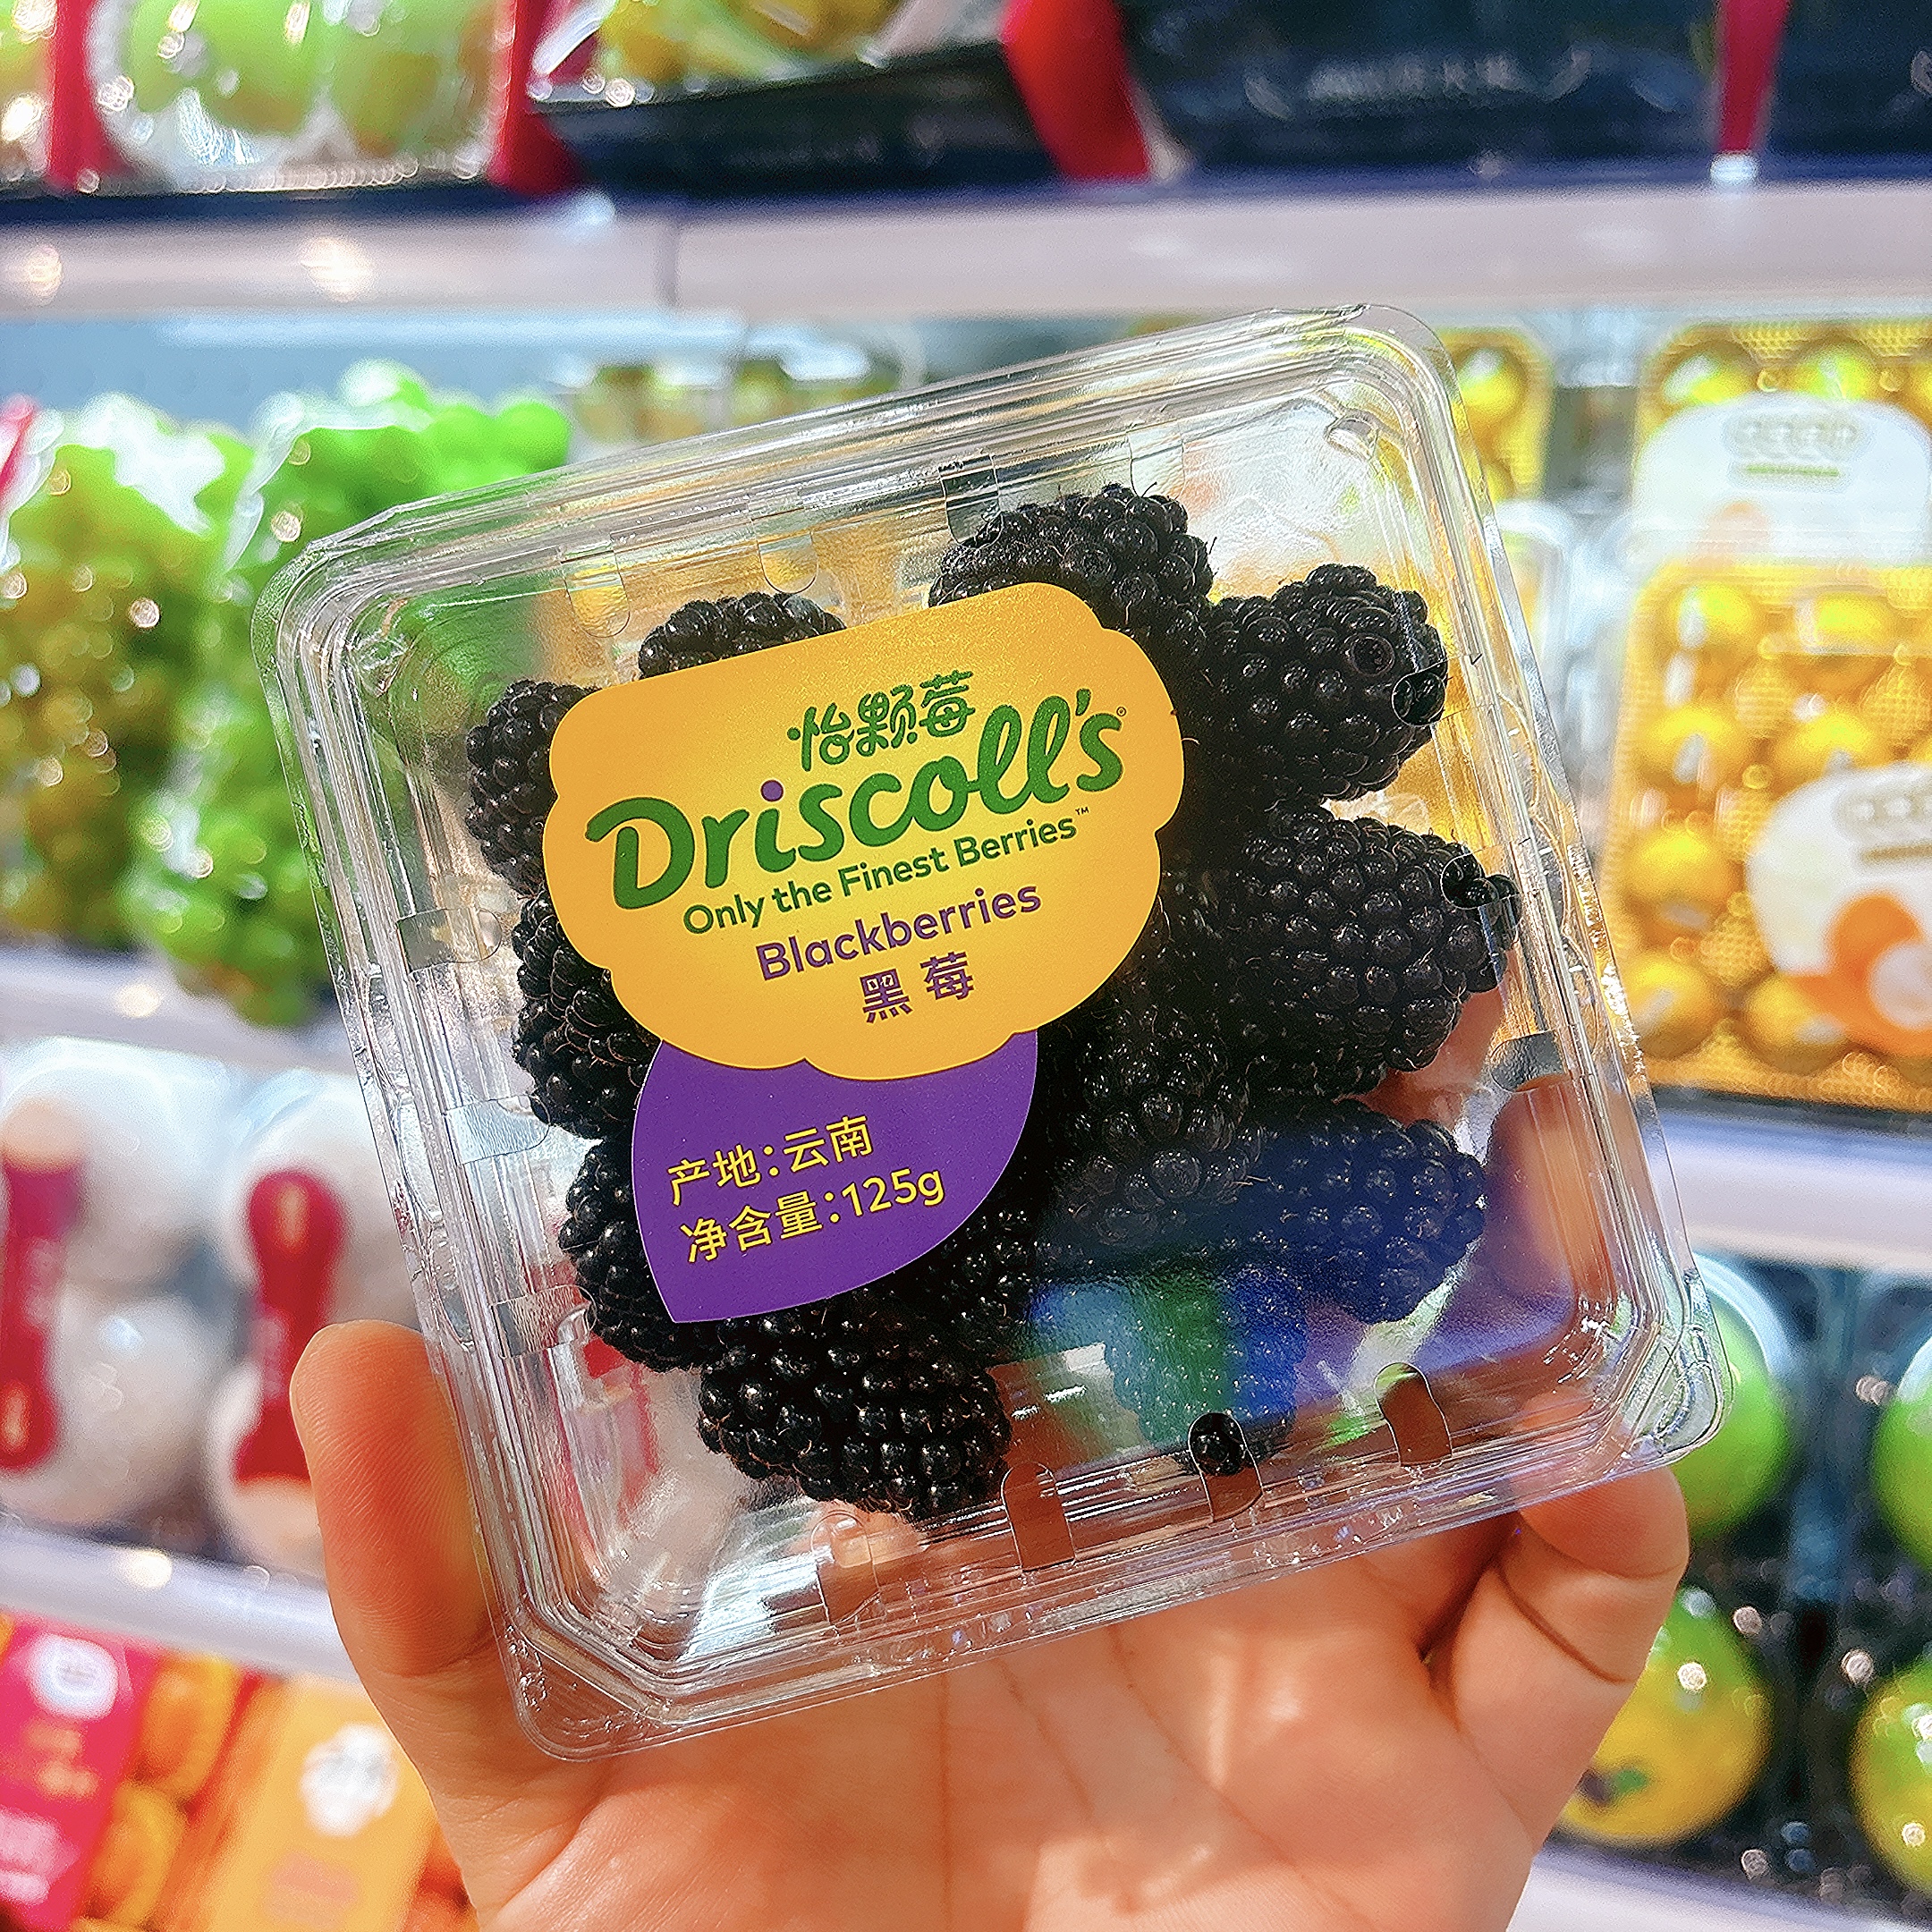 怡颗莓
Driscoll's®
Only the Finest Berries™
Blackberries
黑莓
产地:云南
净含量:125g